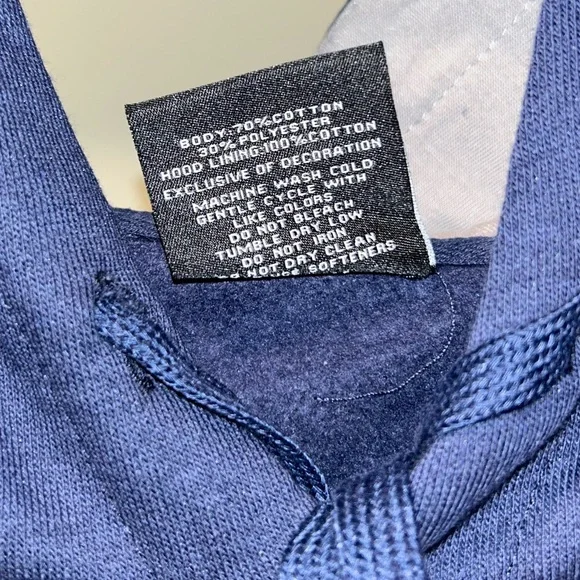 BODY: 70%COTTON
30%POLYESTER
HOOD LINING:100%COTTON
EXCLUSIVE OF DECORATION
MACHINE WASH COLD
GENTLE CYCLE WITH
LIKE COLORS
DO NOT BLEACH
TUMBLE DRY LOW
DO NOT IRON
DO NOT DRY CLEAN
SOFTENERS